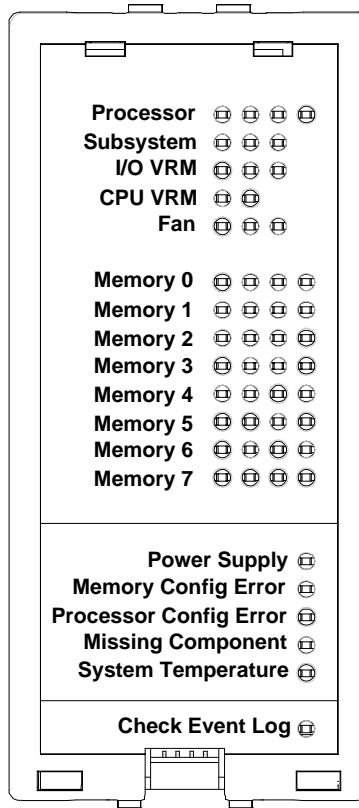 Processor
Subsystem
I/O VRM
CPU VRM
Fan
Memory 0
Memory 1
Memory 2
Memory 3
Memory 4
Memory 5
Memory 6
Memory 7
Power Supply
Memory Config Error
Processor Config Error
Missing Component
System Temperature
Check Event Log